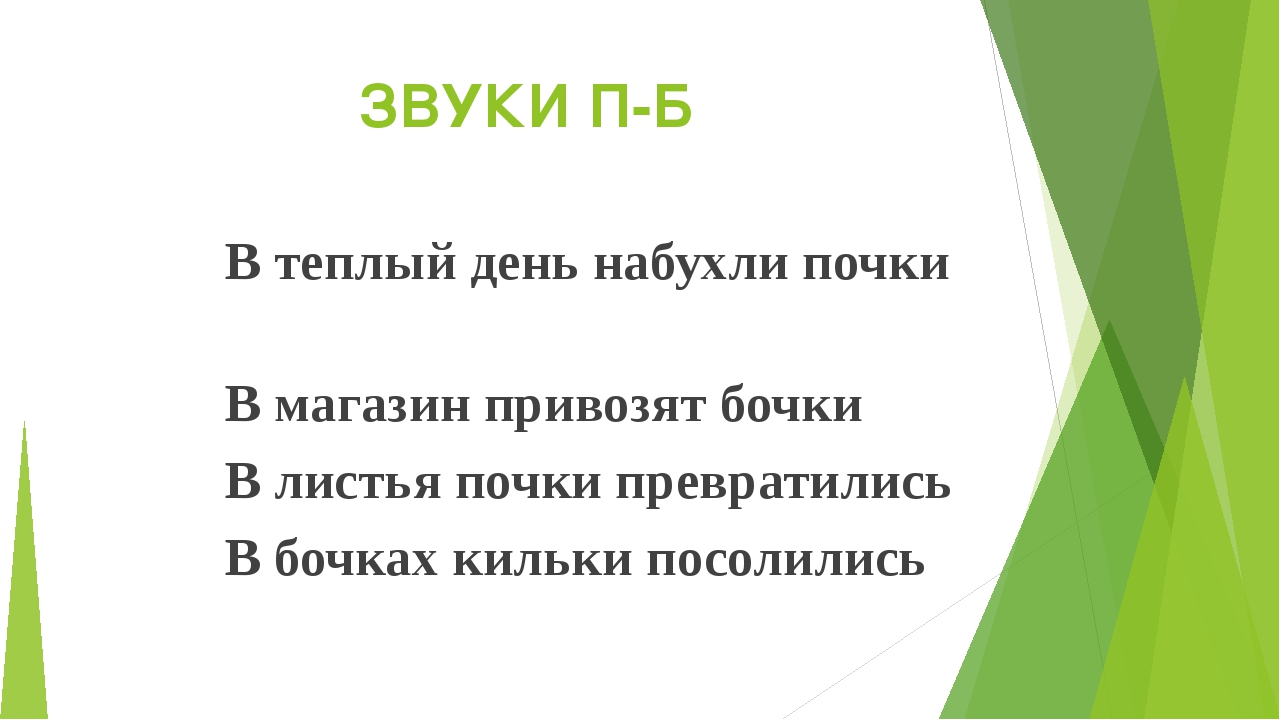 ЗВУКИ П-Б
В теплый день набухли почки
В магазин привозят бочки
В листья почки превратились
В бочках кильки посолились